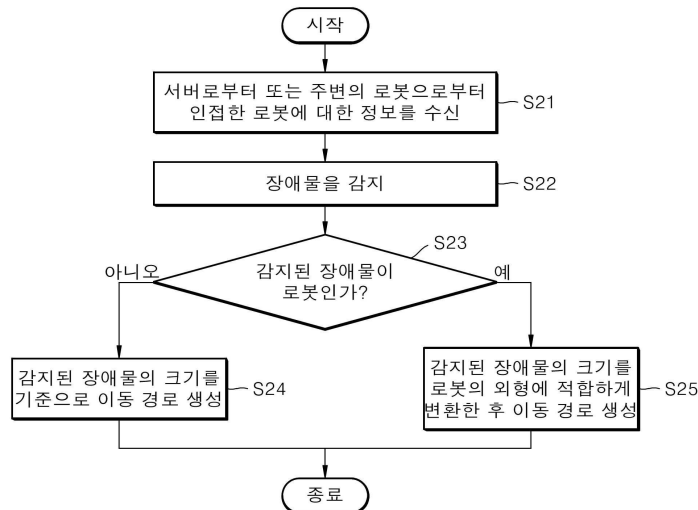 시작
서버로부터 또는 주변의 로봇으로부터
인접한 로봇에 대한 정보를 수신
S21
장애물을 감지
S22
S23
아니오
감지된 장애물이
로봇인가?
예
감지된 장애물의 크기를
기준으로 이동 경로 생성
S24
감지된 장애물의 크기를
로봇의 외형에 적합하게
변환한 후 이동 경로 생성
S25
종료